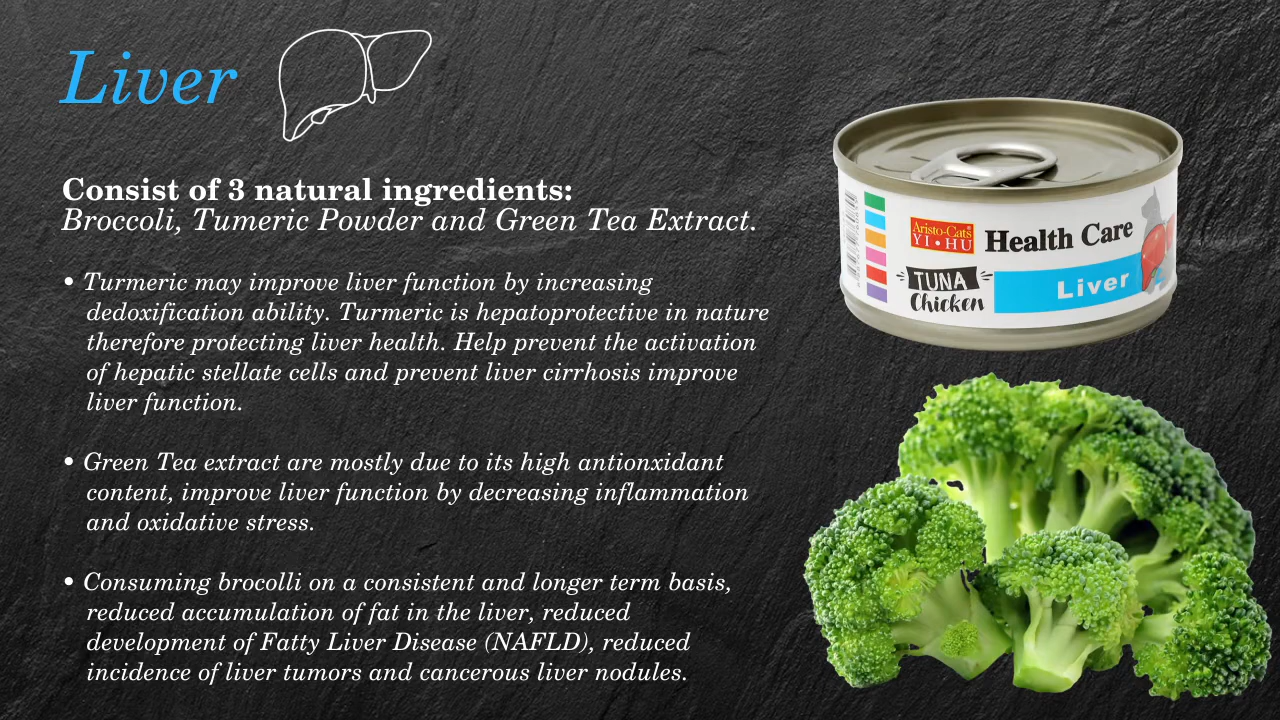 Liver
Consist of 3 natural ingredients:
Broccoli, Tumeric Powder and Green Tea Extract.
• Turmeric may improve liver function by increasing
dedoxification ability. Turmeric is hepatoprotective in nature
therefore protecting liver health. Help prevent the activation
of hepatic stellate cells and prevent liver cirrhosis improve
liver function.
• Green Tea extract are mostly due to its high antionxidant
content, improve liver function by decreasing inflammation
and oxidative stress.
• Consuming brocolli on a consistent and longer term basis,
reduced accumulation of fat in the liver, reduced
development of Fatty Liver Disease (NAFLD), reduced
incidence of liver tumors and cancerous liver nodules.
Aristo-Cats
YI•HU
Health Care
TUNA
Chicken
Liver